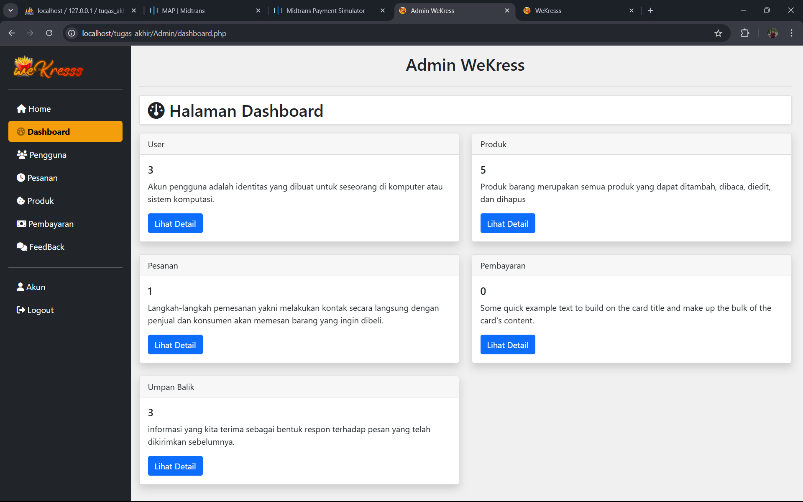 localhost / 127.0.0.1 / tugas_akl
MAP | Midtrans
Midtrans Payment Simulator
Admin WeKress
WeKresss
localhost/tugas akhir/Admin/dashboard.php
WeKresss
Admin WeKress
Home
Dashboard
Pengguna
Pesanan
Produk
Pembayaran
FeedBack
Akun
Logout
Halaman Dashboard
User
3
Akun pengguna adalah identitas yang dibuat untuk seseorang di komputer atau
sistem komputasi.
Lihat Detail
Produk
5
Produk barang merupakan semua produk yang dapat ditambah, dibaca, diedit,
dan dihapus
Lihat Detail
Pesanan
1
Langkah-langkah pemesanan yakni melakukan kontak secara langsung dengan
penjual dan konsumen akan memesan barang yang ingin dibeli.
Lihat Detail
Pembayaran
0
Some quick example text to build on the card title and make up the bulk of the
card's content.
Lihat Detail
Umpan Balik
3
informasi yang kita terima sebagai bentuk respon terhadap pesan yang telah
dikirimkan sebelumnya.
Lihat Detail